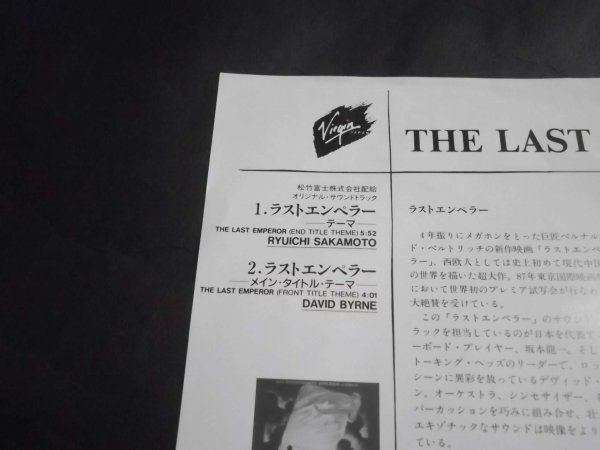 Virgin
JAPAN
THE LAST
松竹富士株式会社配給
オリジナル・サウンドトラック
1.ラストエンペラー
—テーマ—
THE LAST EMPEROR (END TITLE THEME) 5:52
RYUICHI SAKAMOTO
2.ラストエンペラー
—メイン・タイトル・テーマ—
THE LAST EMPEROR (FRONT TITLE THEME) 4:01
DAVID BYRNE
ラストエンペラー
4年振りにメガホンをとった巨匠ベルナル
ド・ベルトリッチの新作映画「ラストエンペ
ラー」、西欧人としては史上初めて現代中国
の世界を描いた超大作。87年東京国際映画祭
において世界初のプレミア試写会が行なわ
大絶賛を受けている。
この「ラストエンペラー」のサウンド
ラックを担当しているのが日本を代表す
ーボード・プレイヤー、坂本龍一。そし
トーキング・ヘッズのリーダーで、ロッ
シーンに異彩を放っているデヴィッド・
ン。オーケストラ、シンセサイザー、
パーカッションを巧みに組み合せ、壮
エキゾチックなサウンドは映像をより
ている。